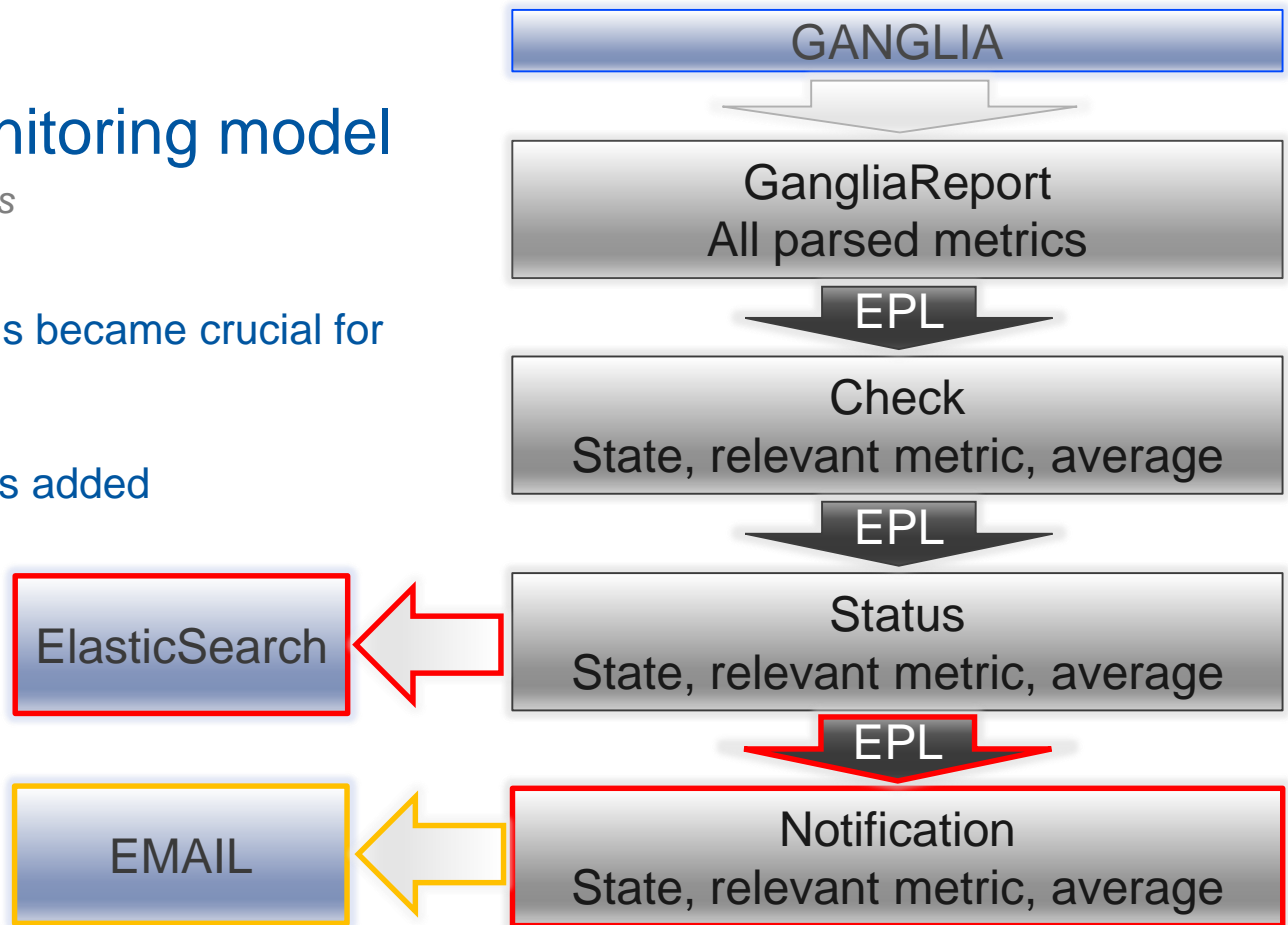 nitoring model
s
s became crucial for
s added
GANGLIA
GangliaReport
All parsed metrics
EPL
Check
State, relevant metric, average
EPL
Status
State, relevant metric, average
ElasticSearch
EPL
Notification
State, relevant metric, average
EMAIL